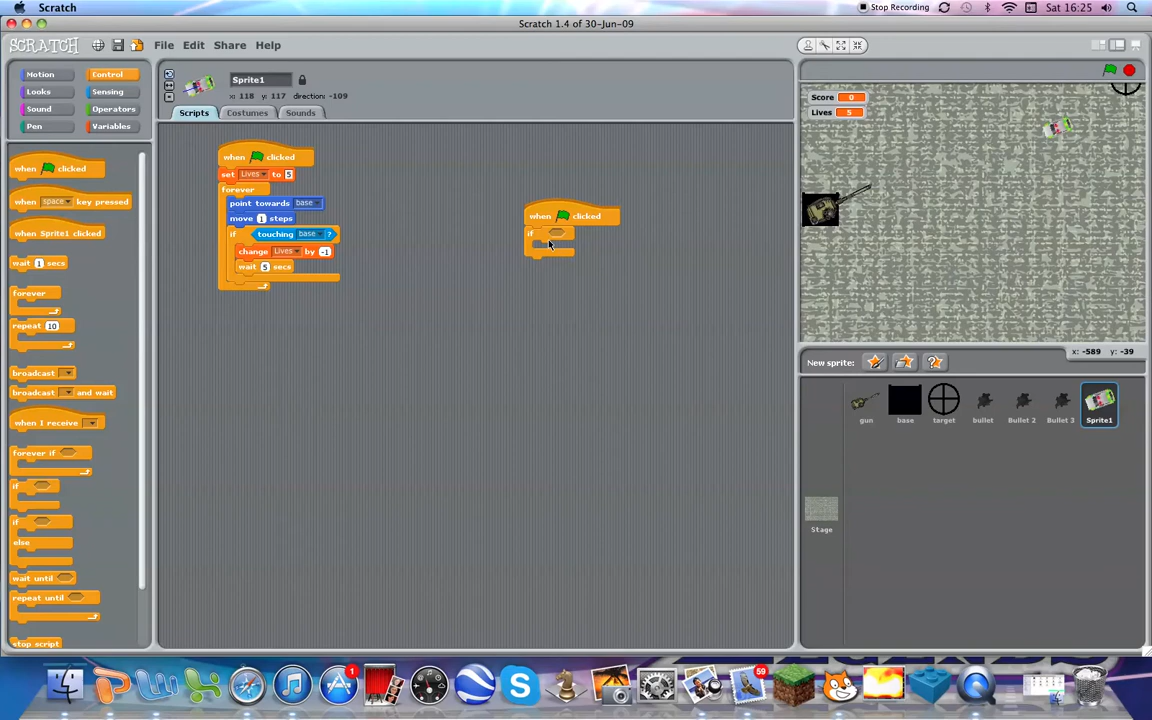 Scratch
Stop Recording
Sat 16:25
Scratch 1.4 of 30-Jun-09
SCRATCH
File Edit Share Help
Motion Control
Looks Sensing
Sound Operators
Pen Variables
Sprite1
x: 118 y: 117 direction: -109
Scripts Costumes Sounds
when clicked
when space key pressed
when Sprite1 clicked
wait 1 secs
forever
repeat 10
broadcast
broadcast and wait
when I receive
forever if
if
if
else
wait until
repeat until
stop script
when clicked
set Lives to 5
forever
point towards base
move 1 steps
if touching base ?
change Lives by -1
wait 5 secs
when clicked
if
Score 0
Lives 5
x: -589 y: -39
New sprite:
gun base target bullet Bullet 2 Bullet 3 Sprite1
Stage
1
59